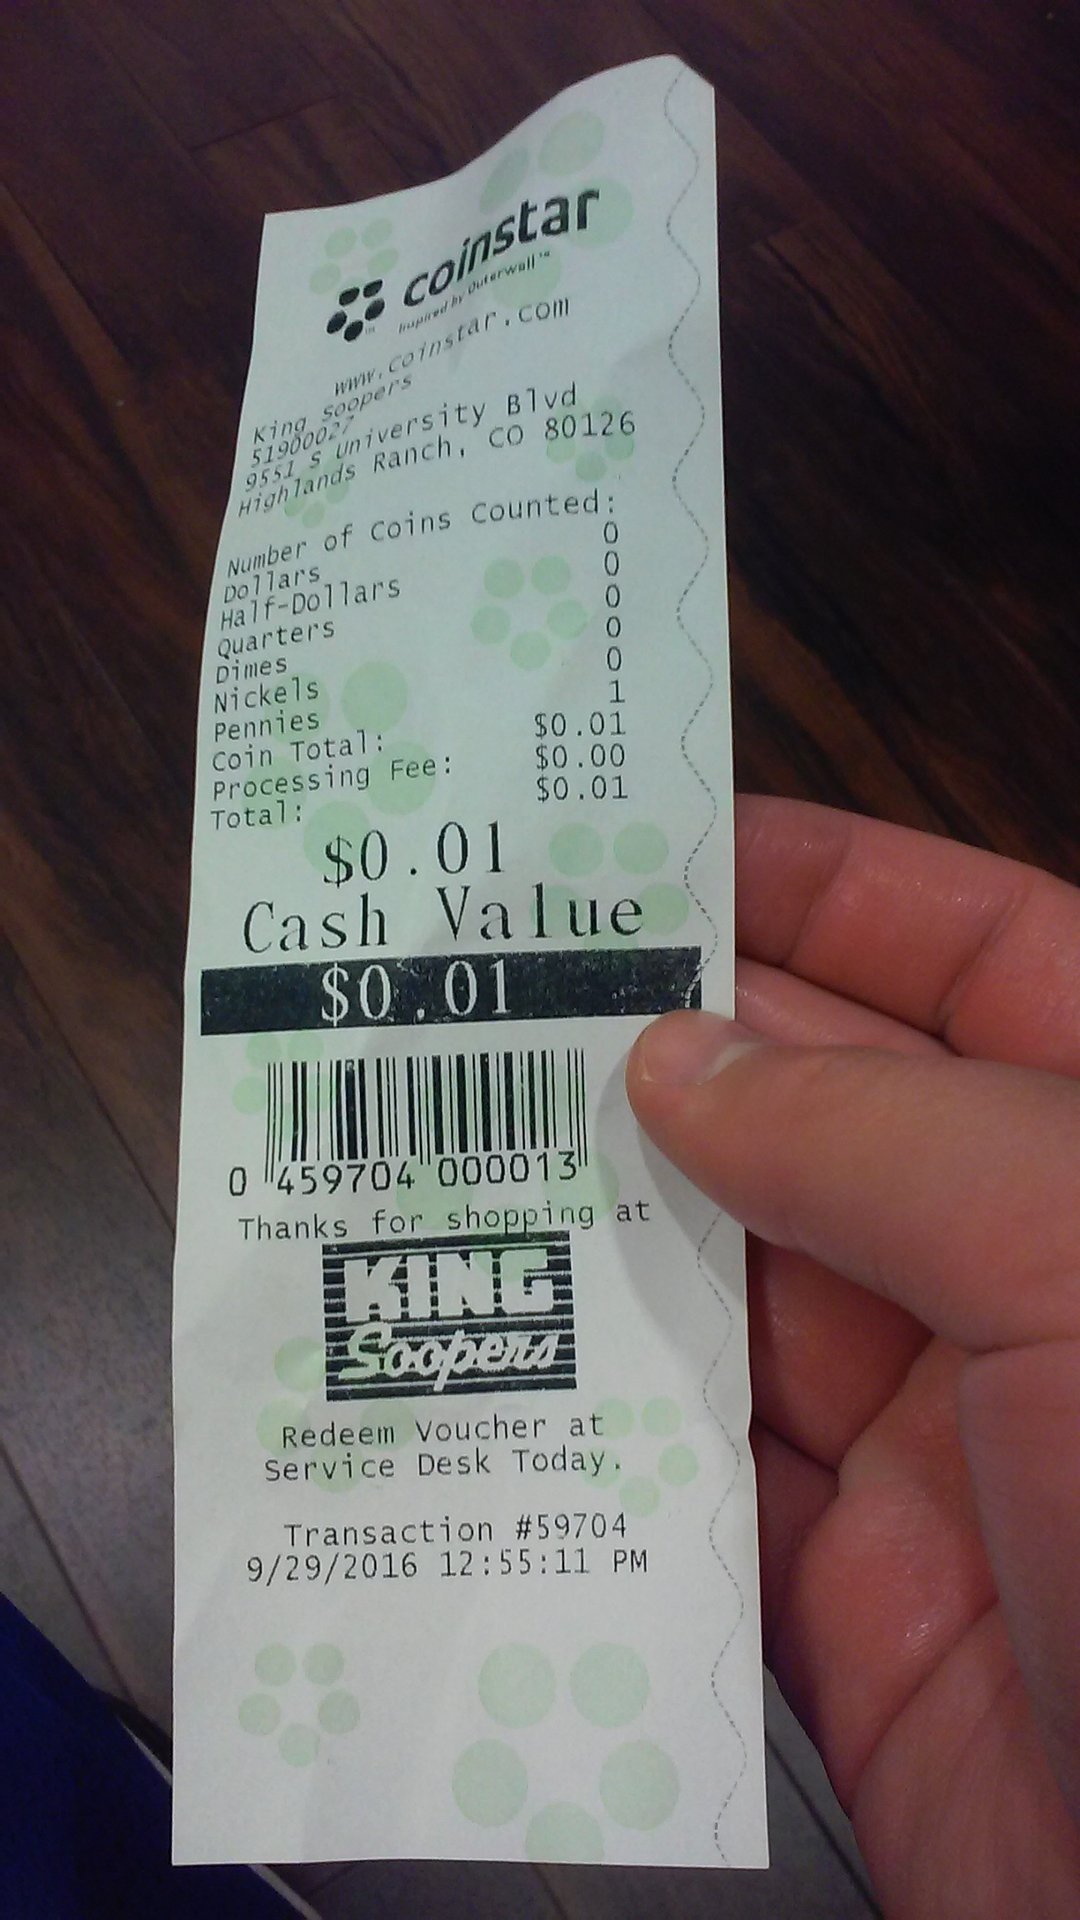 coinstar
Inspired by Outerwall™
www.coinstar.com
King Soopers
51900027
9551 S University Blvd
Highlands Ranch, CO 80126
Number of Coins Counted:
Dollars 0
Half-Dollars 0
Quarters 0
Dimes 0
Nickels 0
Pennies 1
Coin Total: $0.01
Processing Fee: $0.00
Total: $0.01
$0.01
Cash Value
$0.01
0 459704 000013
Thanks for shopping at
KING
Soopers
Redeem Voucher at
Service Desk Today.
Transaction #59704
9/29/2016 12:55:11 PM